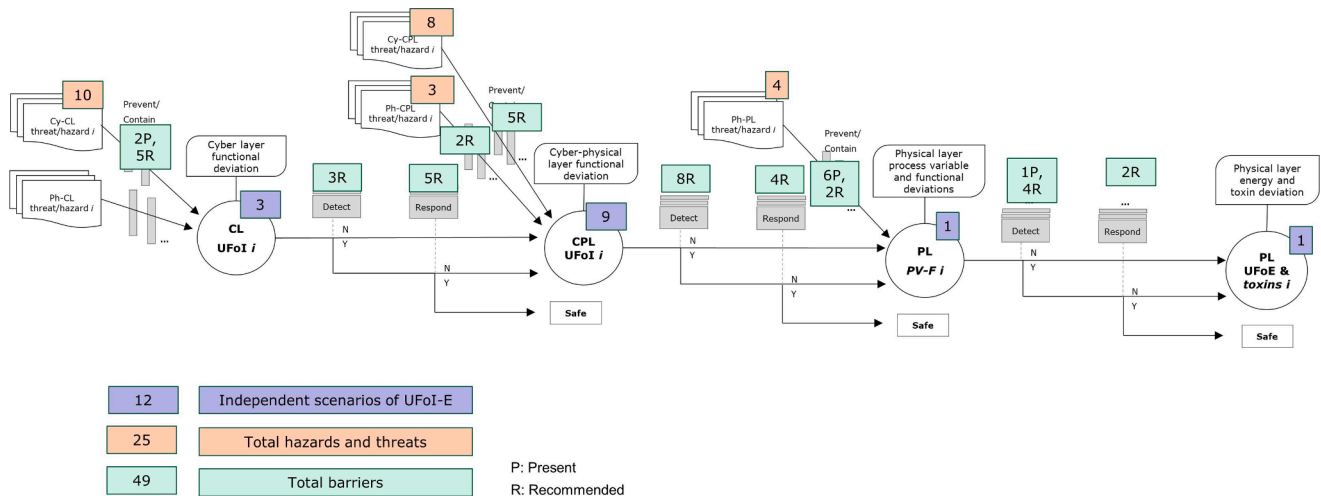 8
Cy-CPL
threat/hazard i
10
Cy-CL
threat/hazard i
Prevent/
Contain
2P,
5R
Ph-CL
threat/hazard i
...
Cyber layer
functional
deviation
3
CL
UFoI i
3
Ph-CPL
threat/hazard i
Prevent/
2R
5R
...
...
3R
Detect
5R
Respond
N
Y
Safe
Cyber-physical
layer functional
deviation
9
CPL
UFoI i
4
Ph-PL
threat/hazard i
Prevent/
Contain
6P,
2R
...
8R
Detect
4R
Respond
N
Y
Safe
Physical layer
process variable
and functional
deviations
1
PL
PV-F i
1P,
4R
...
Detect
2R
...
Respond
N
Y
Safe
Physical layer
energy and
toxin deviation
1
PL
UFoE &
toxins i
12
Independent scenarios of UFoI-E
25
Total hazards and threats
49
Total barriers
P: Present
R: Recommended